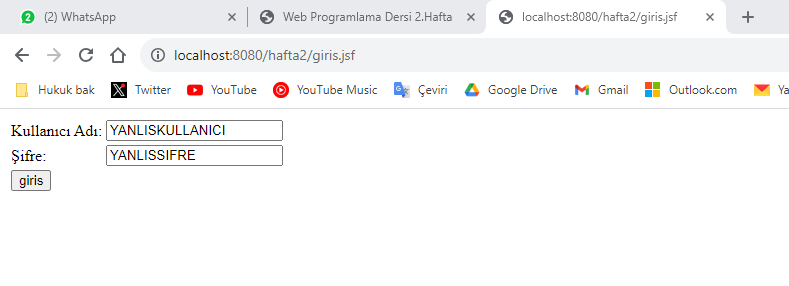 (2) WhatsApp
Web Programlama Dersi 2.Hafta
localhost:8080/hafta2/giris.jsf
localhost:8080/hafta2/giris.jsf
Hukuk bak Twitter YouTube YouTube Music Çeviri Google Drive Gmail Outlook.com Ya
Kullanıcı Adı: YANLISKULLANICI
Şifre: YANLISSIFRE
giris